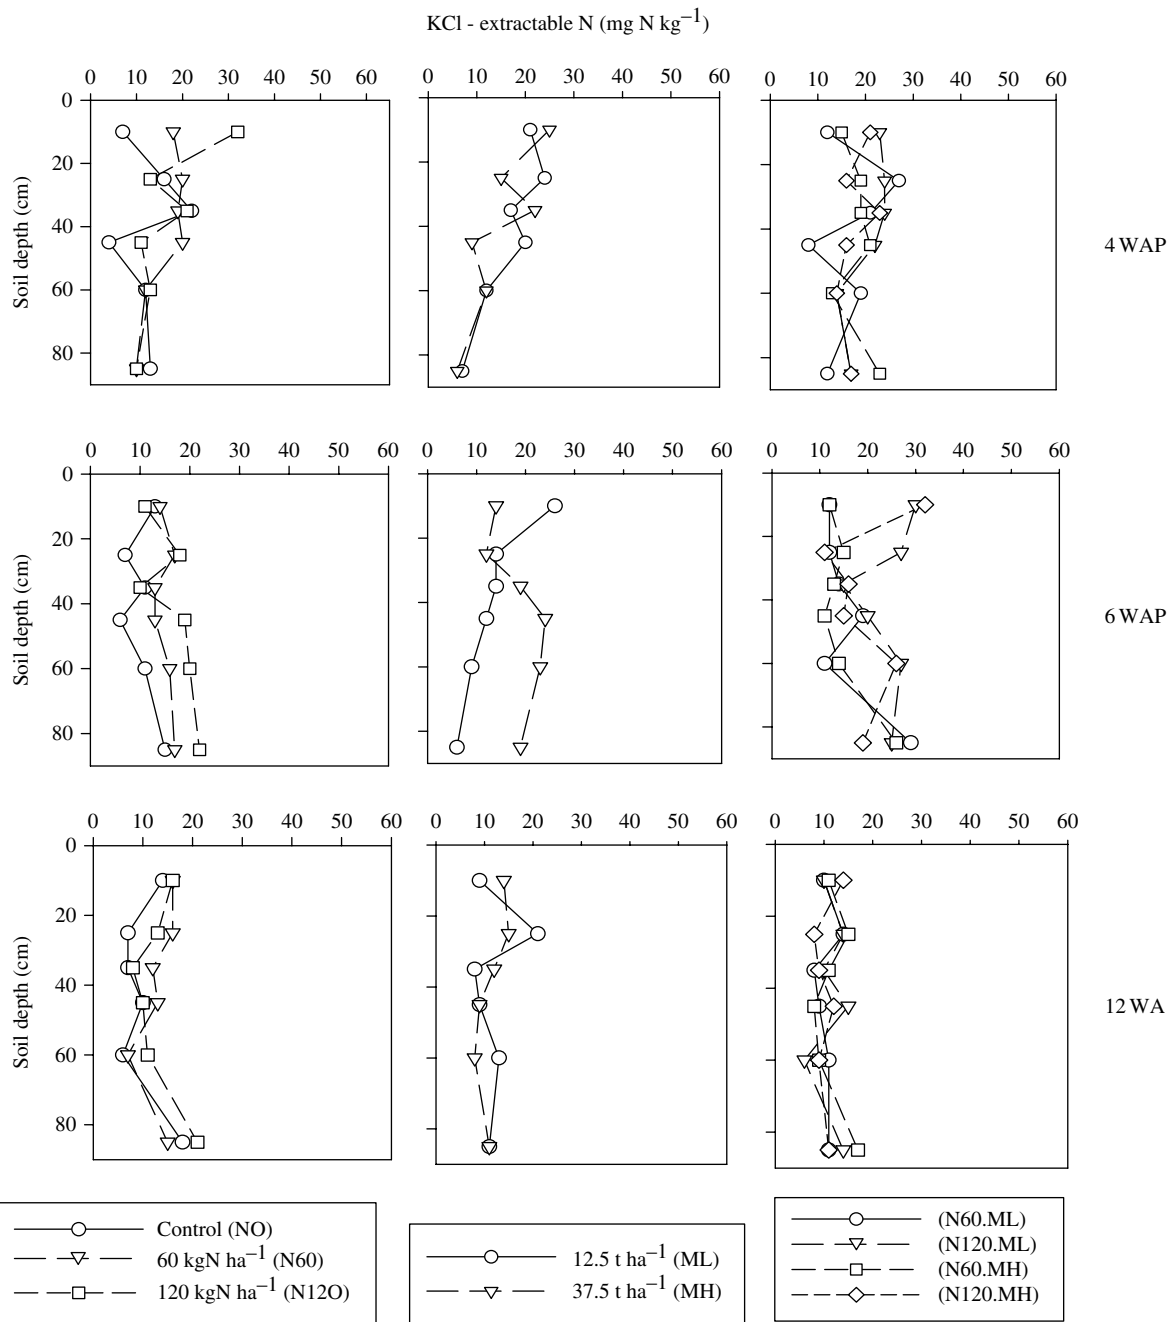 KCl - extractable N (mg N kg⁻¹)
0 10 20 30 40 50 60
0 10 20 30 40 50 60
0 10 20 30 40 50 60
0
20
40
60
80
Soil depth (cm)
4 WAP
0 10 20 30 40 50 60
0 10 20 30 40 50 60
0 10 20 30 40 50 60
0
20
40
60
80
Soil depth (cm)
6 WAP
0 10 20 30 40 50 60
0 10 20 30 40 50 60
0 10 20 30 40 50 60
0
20
40
60
80
Soil depth (cm)
12 WA
Control (NO)
60 kgN ha⁻¹ (N60)
120 kgN ha⁻¹ (N12O)
12.5 t ha⁻¹ (ML)
37.5 t ha⁻¹ (MH)
(N60.ML)
(N120.ML)
(N60.MH)
(N120.MH)